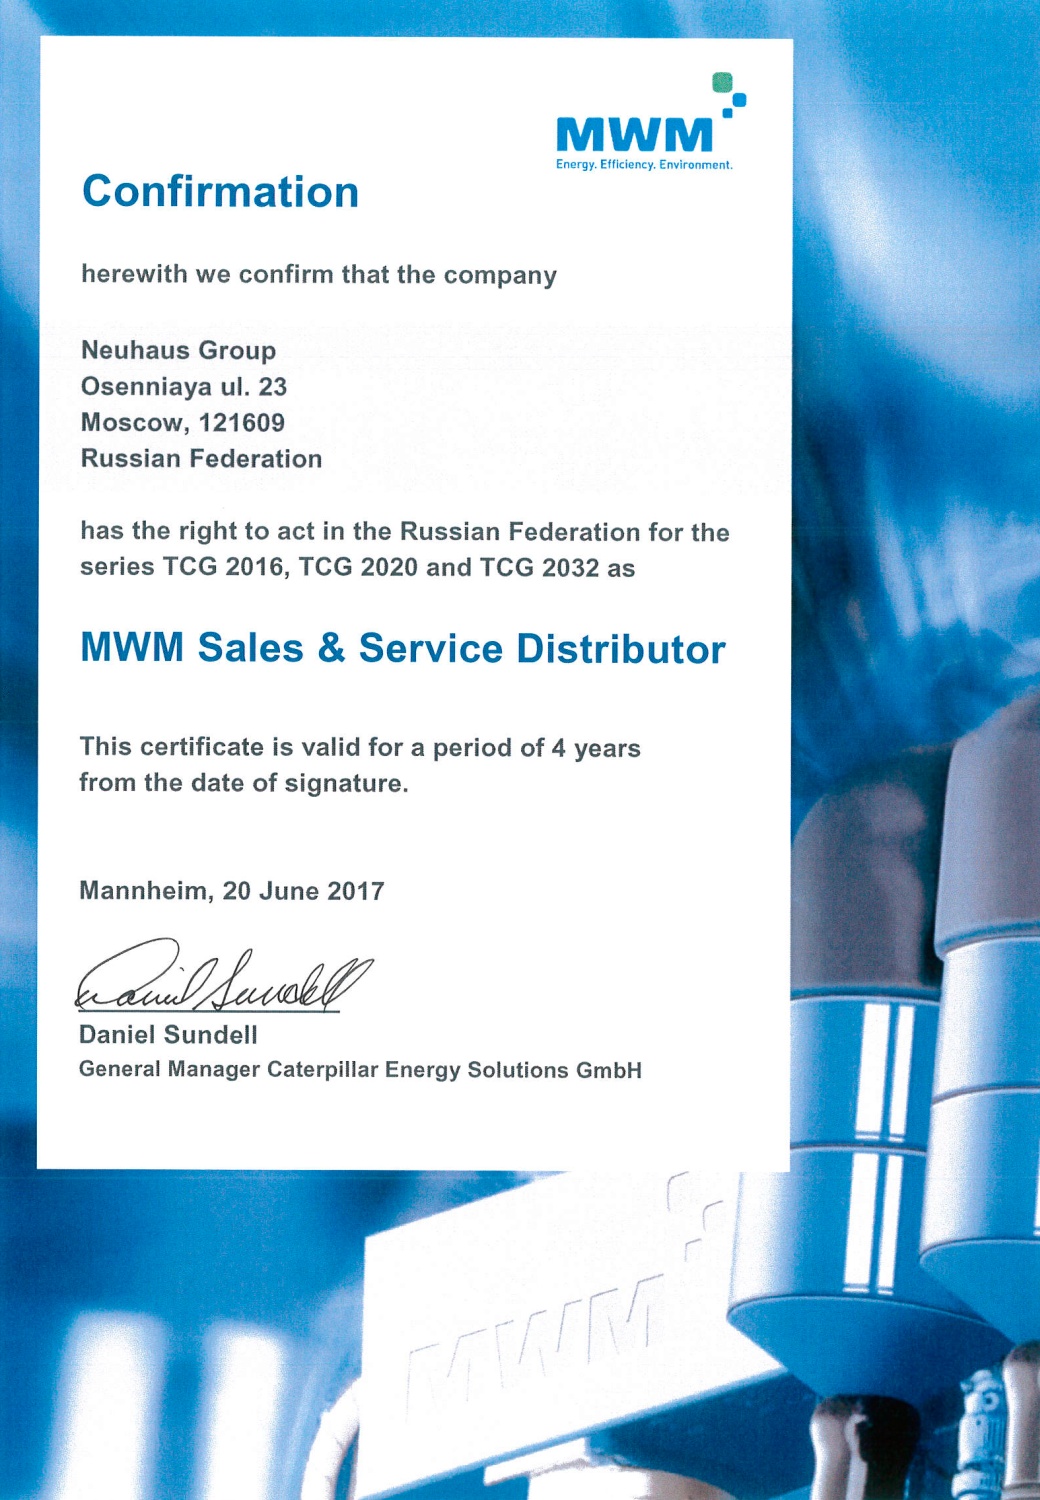 MWM
Energy. Efficiency. Environment.
Confirmation
herewith we confirm that the company
Neuhaus Group
Osenniaya ul. 23
Moscow, 121609
Russian Federation
has the right to act in the Russian Federation for the
series TCG 2016, TCG 2020 and TCG 2032 as
MWM Sales & Service Distributor
This certificate is valid for a period of 4 years
from the date of signature.
Mannheim, 20 June 2017
Daniel Sundell
Daniel Sundell
General Manager Caterpillar Energy Solutions GmbH
MWM